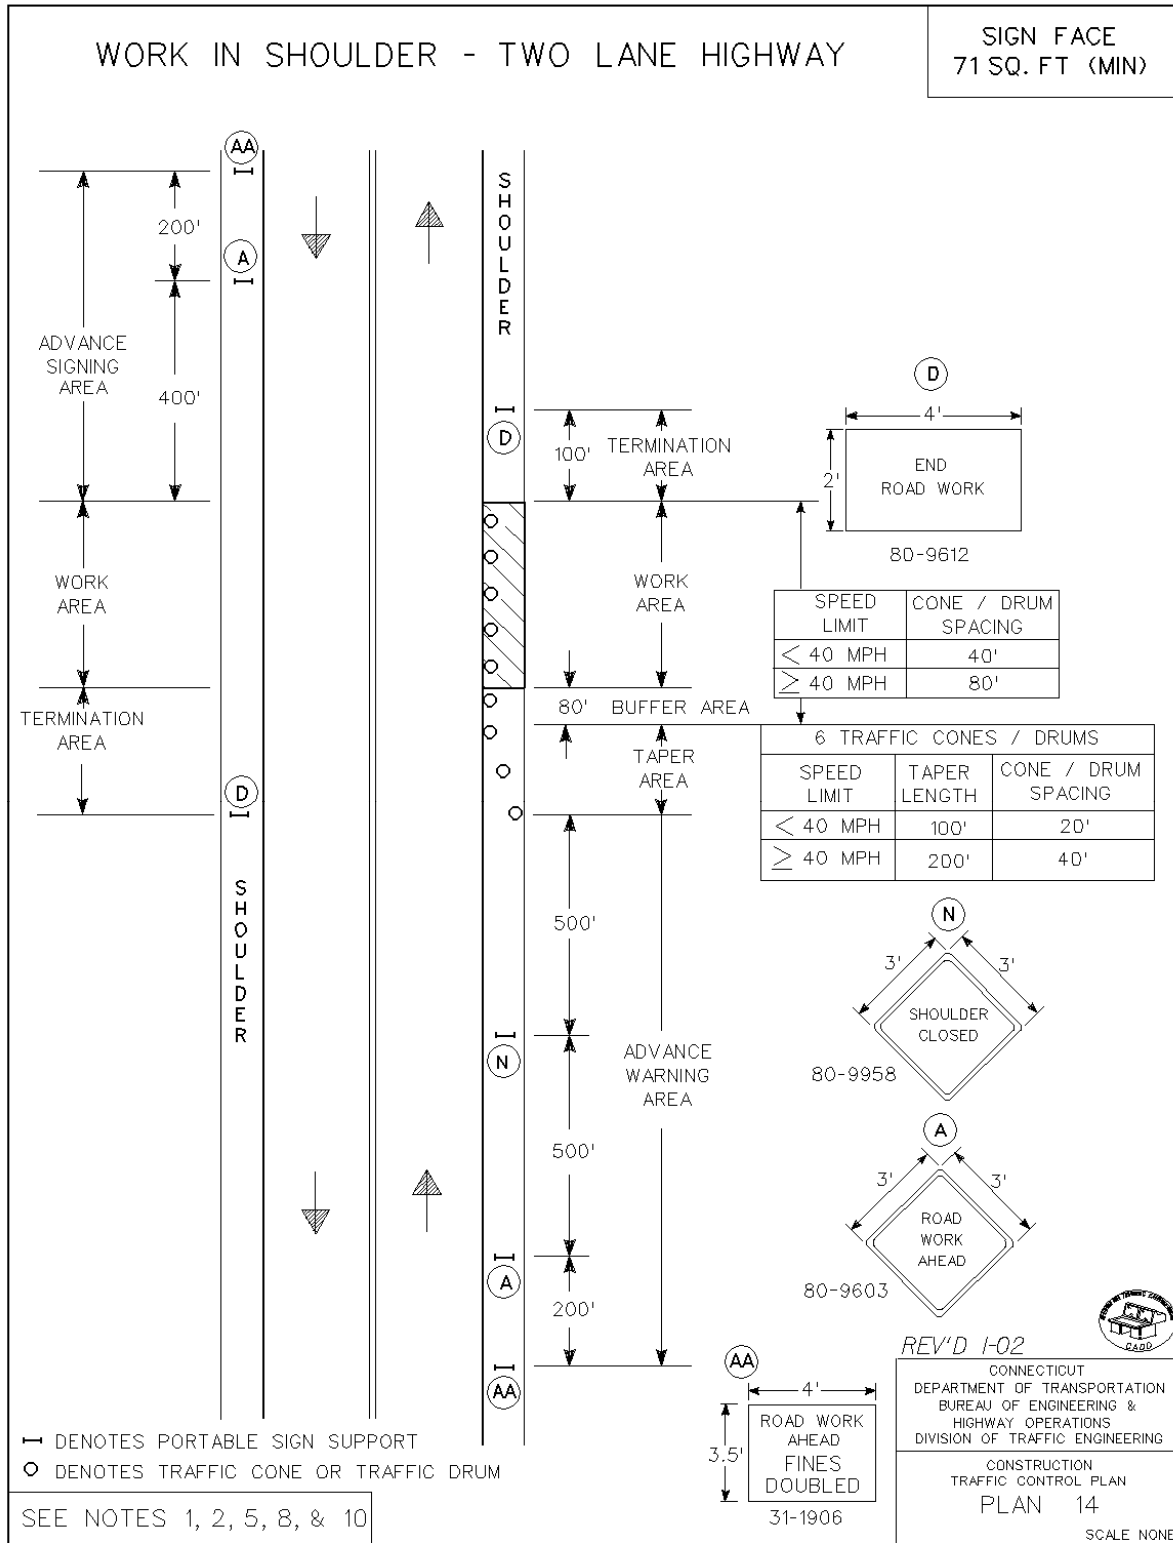 WORK IN SHOULDER - TWO LANE HIGHWAY
SIGN FACE
71 SQ. FT (MIN)
AA
200'
A
ADVANCE
SIGNING
AREA
400'
WORK
AREA
TERMINATION
AREA
D
SHOULDER
SHOULDER
D
100'
TERMINATION
AREA
WORK
AREA
80'
BUFFER AREA
TAPER
AREA
500'
N
500'
ADVANCE
WARNING
AREA
A
200'
AA
D
4'
2'
END
ROAD WORK
80-9612
SPEED LIMIT CONE / DRUM SPACING
< 40 MPH 40'
≥ 40 MPH 80'
6 TRAFFIC CONES / DRUMS
SPEED LIMIT TAPER LENGTH CONE / DRUM SPACING
< 40 MPH 100' 20'
≥ 40 MPH 200' 40'
N
3' 3'
SHOULDER
CLOSED
80-9958
A
3' 3'
ROAD
WORK
AHEAD
80-9603
AA
4'
3.5'
ROAD WORK
AHEAD
FINES
DOUBLED
31-1906
REV'D 1-02
CADD
CONNECTICUT
DEPARTMENT OF TRANSPORTATION
BUREAU OF ENGINEERING &
HIGHWAY OPERATIONS
DIVISION OF TRAFFIC ENGINEERING
CONSTRUCTION
TRAFFIC CONTROL PLAN
PLAN 14
SCALE NONE
DENOTES PORTABLE SIGN SUPPORT
DENOTES TRAFFIC CONE OR TRAFFIC DRUM
SEE NOTES 1, 2, 5, 8, & 10